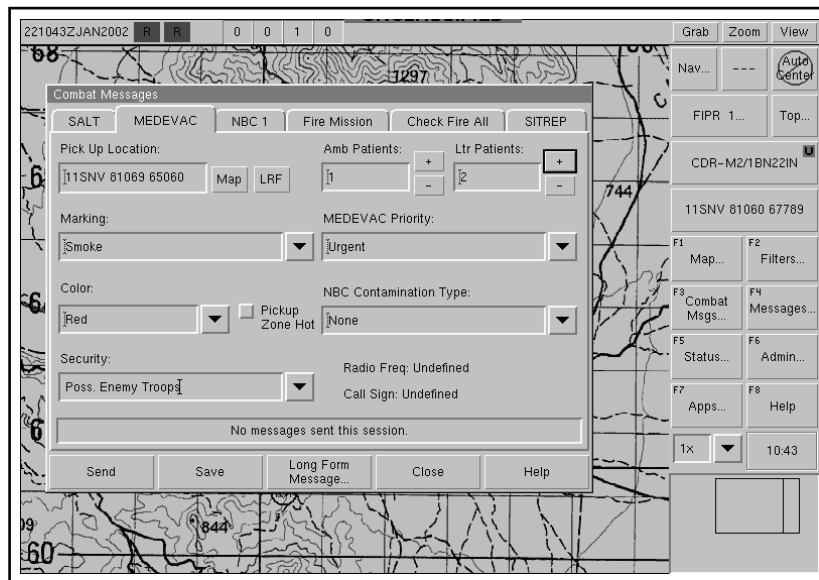 221043ZJAN2002 R R 0 0 1 0 Grab Zoom View
68
1297
Nav... --- Auto Center
Combat Messages
SALT MEDEVAC NBC 1 Fire Mission Check Fire All SITREP
FIPR 1... Top...
Pick Up Location: Amb Patients: Ltr Patients:
11SNV 81069 65060 Map LRF 1 + - 2 + -
U
CDR-M2/1BN22IN
744
11SNV 81060 67789
Marking: MEDEVAC Priority:
Smoke Urgent
F1 Map... F2 Filters...
Color: Pickup Zone Hot NBC Contamination Type:
Red None
F3 Combat Msgs... F4 Messages...
Security: Radio Freq: Undefined
Poss. Enemy Troops Call Sign: Undefined
F5 Status... F6 Admin...
F7 Apps... F8 Help
No messages sent this session.
1x 10:43
Send Save Long Form Message... Close Help
844
60